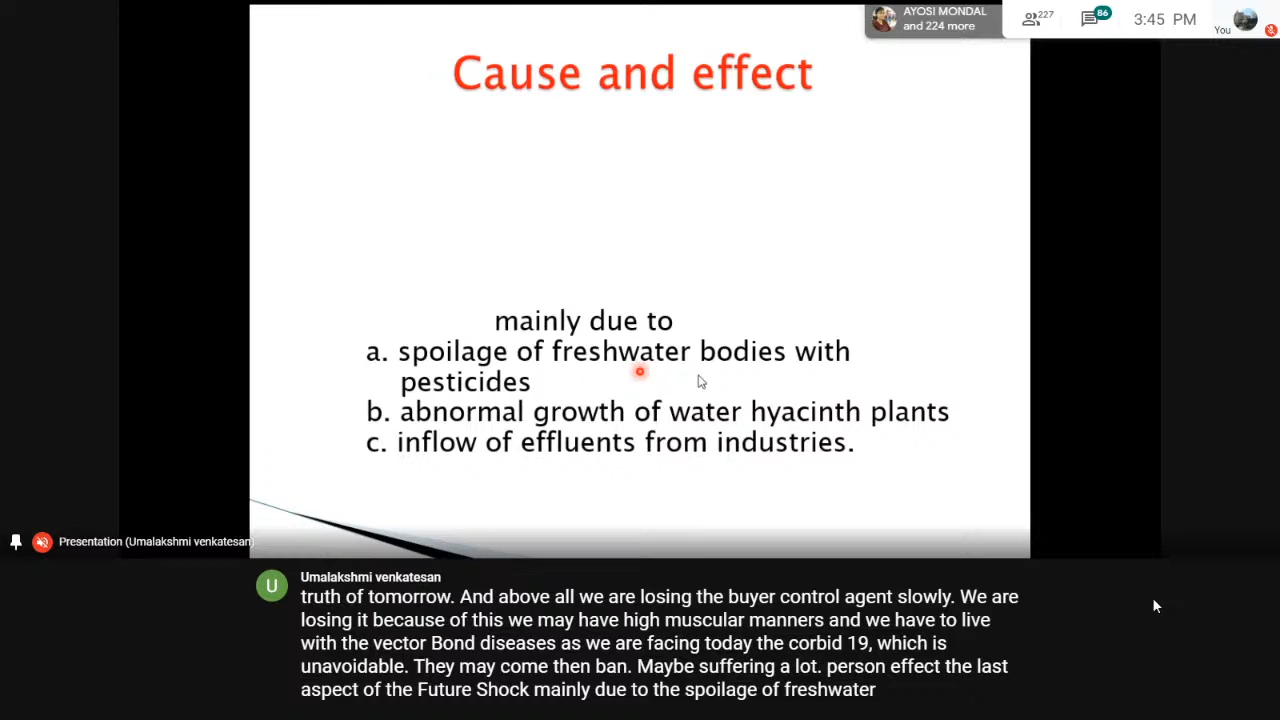 AYOSI MONDAL
and 224 more
227
86
3:45 PM
You
Cause and effect
mainly due to
a. spoilage of freshwater bodies with
pesticides
b. abnormal growth of water hyacinth plants
c. inflow of effluents from industries.
Presentation (Umalakshmi venkatesan)
U
Umalakshmi venkatesan
truth of tomorrow. And above all we are losing the buyer control agent slowly. We are
losing it because of this we may have high muscular manners and we have to live
with the vector Bond diseases as we are facing today the corbid 19, which is
unavoidable. They may come then ban. Maybe suffering a lot. person effect the last
aspect of the Future Shock mainly due to the spoilage of freshwater